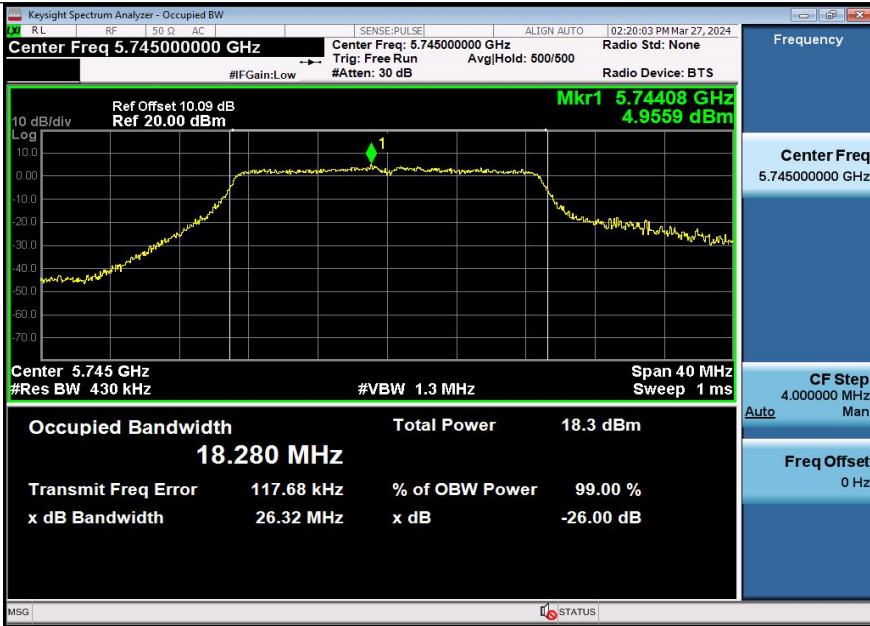 Keysight Spectrum Analyzer - Occupied BW
LXI RL RF 50 Ω AC SENSE:PULSE ALIGN AUTO 02:20:03 PM Mar 27, 2024
Center Freq 5.745000000 GHz
Center Freq: 5.745000000 GHz Radio Std: None
Trig: Free Run Avg|Hold: 500/500
#IFGain:Low #Atten: 30 dB Radio Device: BTS
Frequency
Mkr1 5.74408 GHz
4.9559 dBm
Ref Offset 10.09 dB
10 dB/div Ref 20.00 dBm
Log
1
10.0
0.00
-10.0
-20.0
-30.0
-40.0
-50.0
-60.0
-70.0
Center 5.745 GHz Span 40 MHz
#Res BW 430 kHz #VBW 1.3 MHz Sweep 1 ms
Occupied Bandwidth Total Power 18.3 dBm
18.280 MHz
Transmit Freq Error 117.68 kHz % of OBW Power 99.00 %
x dB Bandwidth 26.32 MHz x dB -26.00 dB
Center Freq
5.745000000 GHz
CF Step
4.000000 MHz
Auto Man
Freq Offset
0 Hz
MSG STATUS